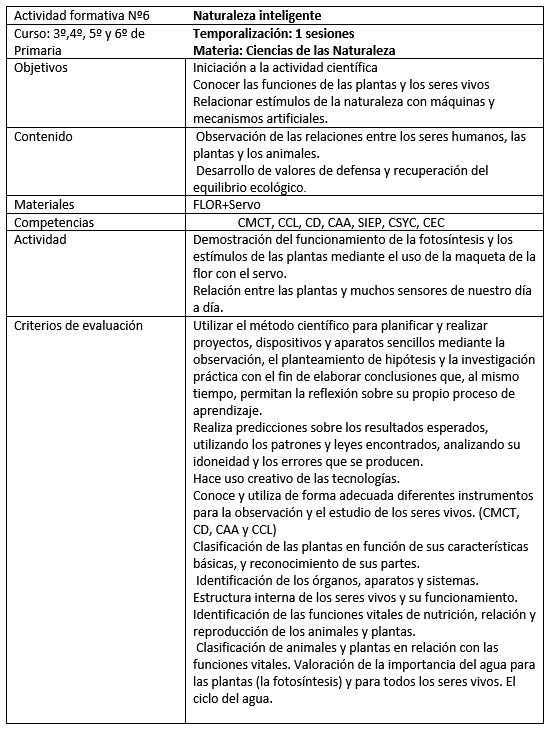 Actividad formativa Nº6
Naturaleza inteligente
Curso: 3º,4º, 5º y 6º de
Primaria
Temporalización: 1 sesiones
Materia: Ciencias de las Naturaleza
Objetivos
Iniciación a la actividad científica
Conocer las funciones de las plantas y los seres vivos
Relacionar estímulos de la naturaleza con máquinas y
mecanismos artificiales.
Contenido
Observación de las relaciones entre los seres humanos, las
plantas y los animales.
Desarrollo de valores de defensa y recuperación del
equilibrio ecológico.
Materiales
FLOR+Servo
Competencias
CMCT, CCL, CD, CAA, SIEP, CSYC, CEC
Actividad
Demostración del funcionamiento de la fotosíntesis y los
estímulos de las plantas mediante el uso de la maqueta de la
flor con el servo.
Relación entre las plantas y muchos sensores de nuestro día
a día.
Criterios de evaluación
Utilizar el método científico para planificar y realizar
proyectos, dispositivos y aparatos sencillos mediante la
observación, el planteamiento de hipótesis y la investigación
práctica con el fin de elaborar conclusiones que, al mismo
tiempo, permitan la reflexión sobre su propio proceso de
aprendizaje.
Realiza predicciones sobre los resultados esperados,
utilizando los patrones y leyes encontrados, analizando su
idoneidad y los errores que se producen.
Hace uso creativo de las tecnologías.
Conoce y utiliza de forma adecuada diferentes instrumentos
para la observación y el estudio de los seres vivos. (CMCT,
CD, CAA y CCL)
Clasificación de las plantas en función de sus características
básicas, y reconocimiento de sus partes.
Identificación de los órganos, aparatos y sistemas.
Estructura interna de los seres vivos y su funcionamiento.
Identificación de las funciones vitales de nutrición, relación y
reproducción de los animales y plantas.
Clasificación de animales y plantas en relación con las
funciones vitales. Valoración de la importancia del agua para
las plantas (la fotosíntesis) y para todos los seres vivos. El
ciclo del agua.